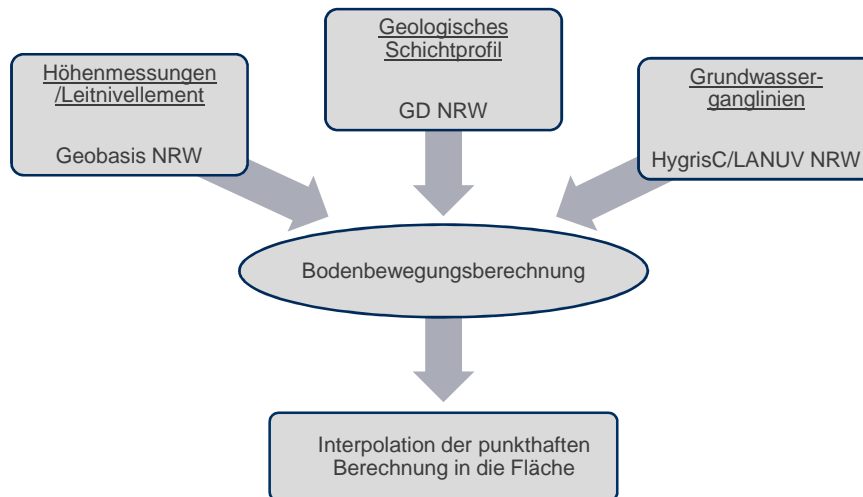 Höhenmessungen
/Leitnivellement
Geobasis NRW
Geologisches
Schichtprofil
GD NRW
Grundwasser-
ganglinien
HygrisC/LANUV NRW
Bodenbewegungsberechnung
Interpolation der punkthaften
Berechnung in die Fläche